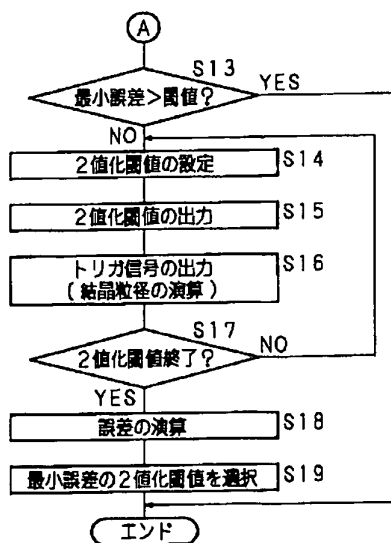 A
S13
最小誤差>閾値?
YES
NO
2値化閾値の設定
S14
2値化閾値の出力
S15
トリガ信号の出力
(結晶粒径の演算)
S16
S17
2値化閾値終了?
NO
YES
誤差の演算
S18
最小誤差の2値化閾値を選択
S19
エンド